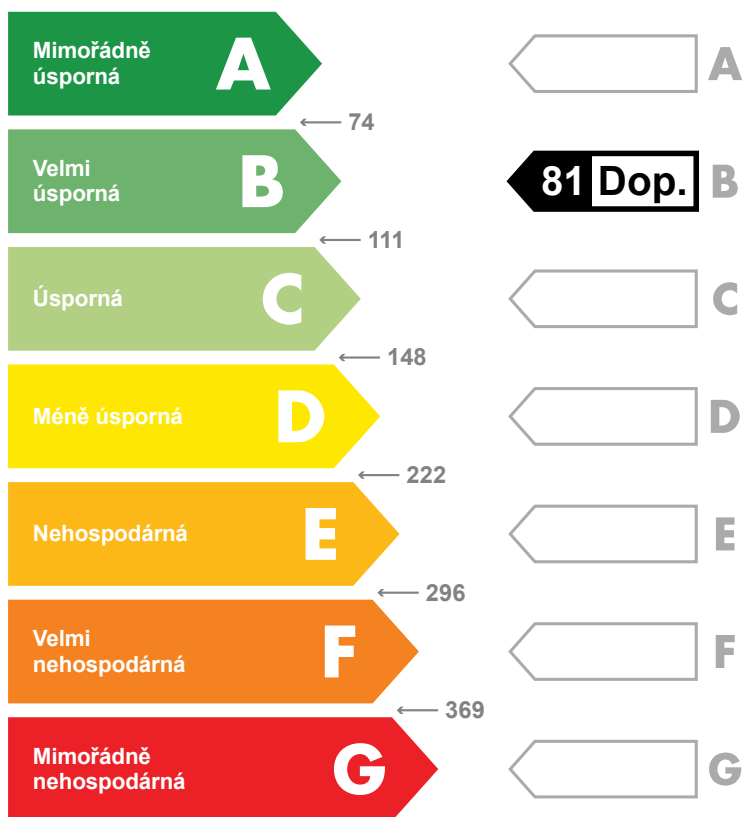 Mimořádně
úsporná
A
A
74
Velmi
úsporná
B
81 Dop.
B
111
Úsporná
C
C
148
Méně úsporná
D
D
222
Nehospodárná
E
E
296
Velmi
nehospodárná
F
F
369
Mimořádně
nehospodárná
G
G